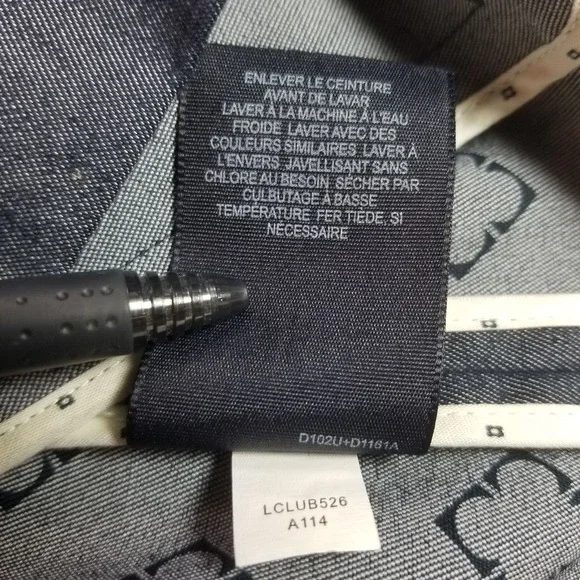 ENLEVER LE CEINTURE
AVANT DE LAVAR
LAVER À LA MACHINE À L'EAU
FROIDE LAVER AVEC DES
COULEURS SIMILAIRES LAVER À
L'ENVERS JAVELLISANT SANS
CHLORE AU BESOIN SÉCHER PAR
CULBUTAGE À BASSE
TEMPÉRATURE FER TIEDE, SI
NÉCESSAIRE
D102U+D1161A
LCLUB526
A114